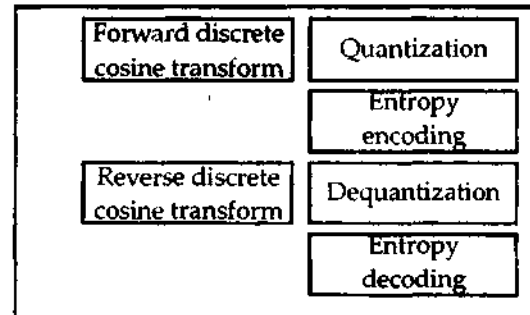 Forward discrete
cosine transform
Quantization
Entropy
encoding
Reverse discrete
cosine transform
Dequantization
Entropy
decoding